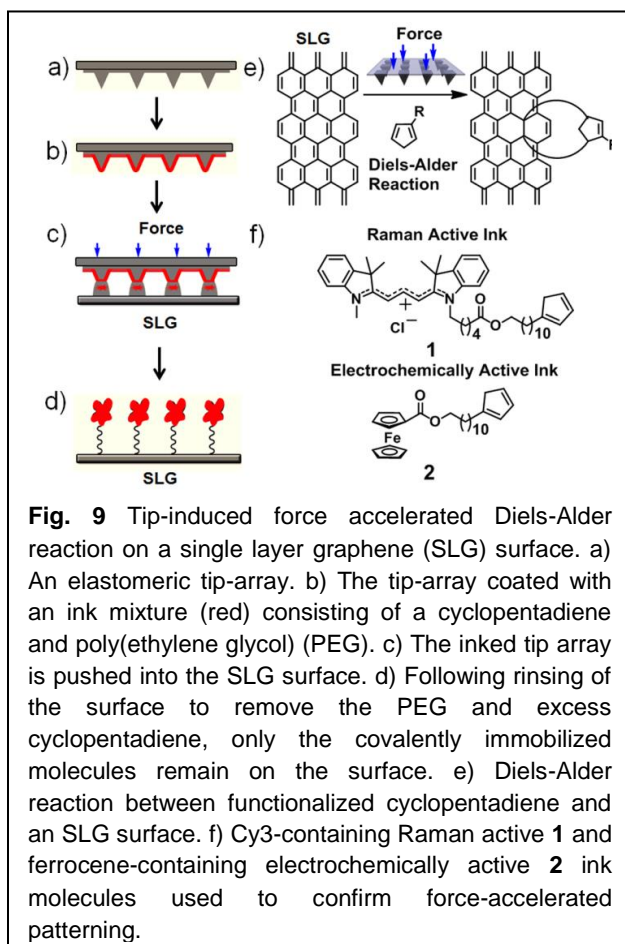 SLG
Force
a)
e)
R
Diels-Alder
Reaction
R
b)
c)
Force
SLG
f)
Raman Active Ink
N
N
+
Cl−
4
O
O
10
1
Electrochemically Active Ink
Fe
O
O
10
2
d)
SLG
Fig. 9 Tip-induced force accelerated Diels-Alder
reaction on a single layer graphene (SLG) surface. a)
An elastomeric tip-array. b) The tip-array coated with
an ink mixture (red) consisting of a cyclopentadiene
and poly(ethylene glycol) (PEG). c) The inked tip array
is pushed into the SLG surface. d) Following rinsing of
the surface to remove the PEG and excess
cyclopentadiene, only the covalently immobilized
molecules remain on the surface. e) Diels-Alder
reaction between functionalized cyclopentadiene and
an SLG surface. f) Cy3-containing Raman active 1 and
ferrocene-containing electrochemically active 2 ink
molecules used to confirm force-accelerated
patterning.